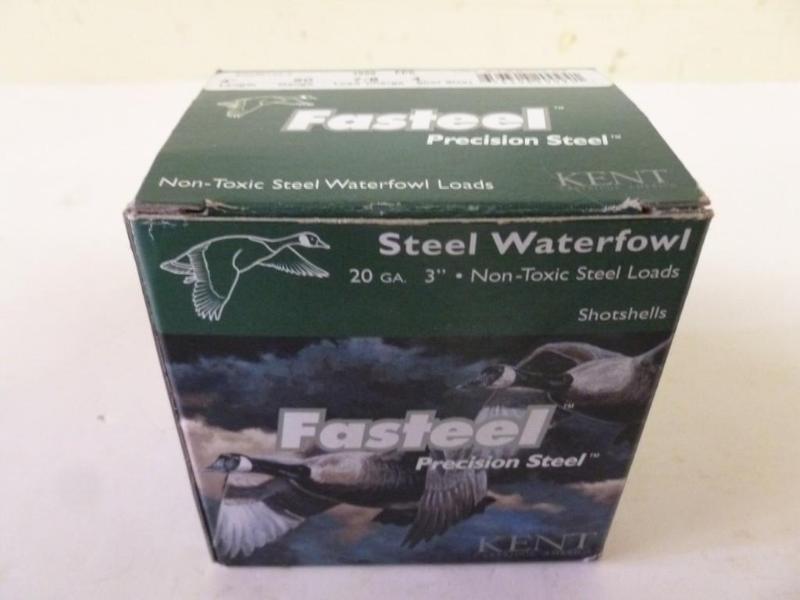 Fasteel™
Precision Steel™
Non-Toxic Steel Waterfowl Loads
KENT
Steel Waterfowl
20 GA. 3" • Non-Toxic Steel Loads
Shotshells
Fasteel™
Precision Steel™
KENT